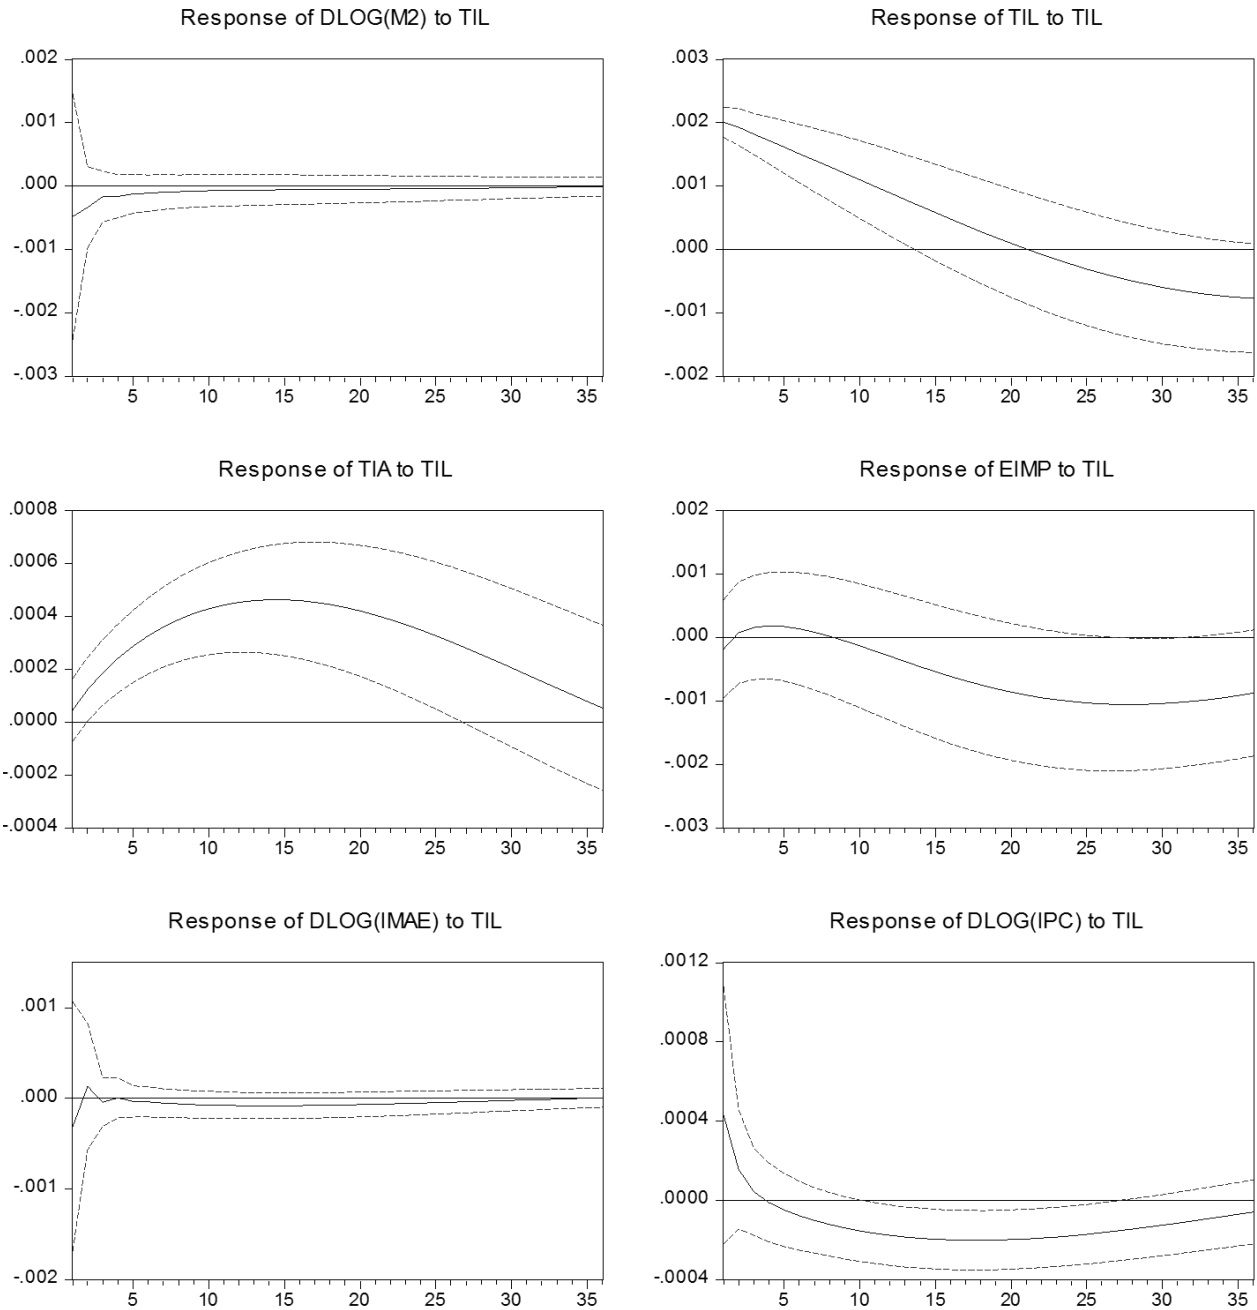 Response of DLOG(M2) to TIL
.002
.001
.000
-.001
-.002
-.003
5 10 15 20 25 30 35
Response of TIL to TIL
.003
.002
.001
.000
-.001
-.002
5 10 15 20 25 30 35
Response of TIA to TIL
.0008
.0006
.0004
.0002
.0000
-.0002
-.0004
5 10 15 20 25 30 35
Response of EIMP to TIL
.002
.001
.000
-.001
-.002
-.003
5 10 15 20 25 30 35
Response of DLOG(IMAE) to TIL
.001
.000
-.001
-.002
5 10 15 20 25 30 35
Response of DLOG(IPC) to TIL
.0012
.0008
.0004
.0000
-.0004
5 10 15 20 25 30 35